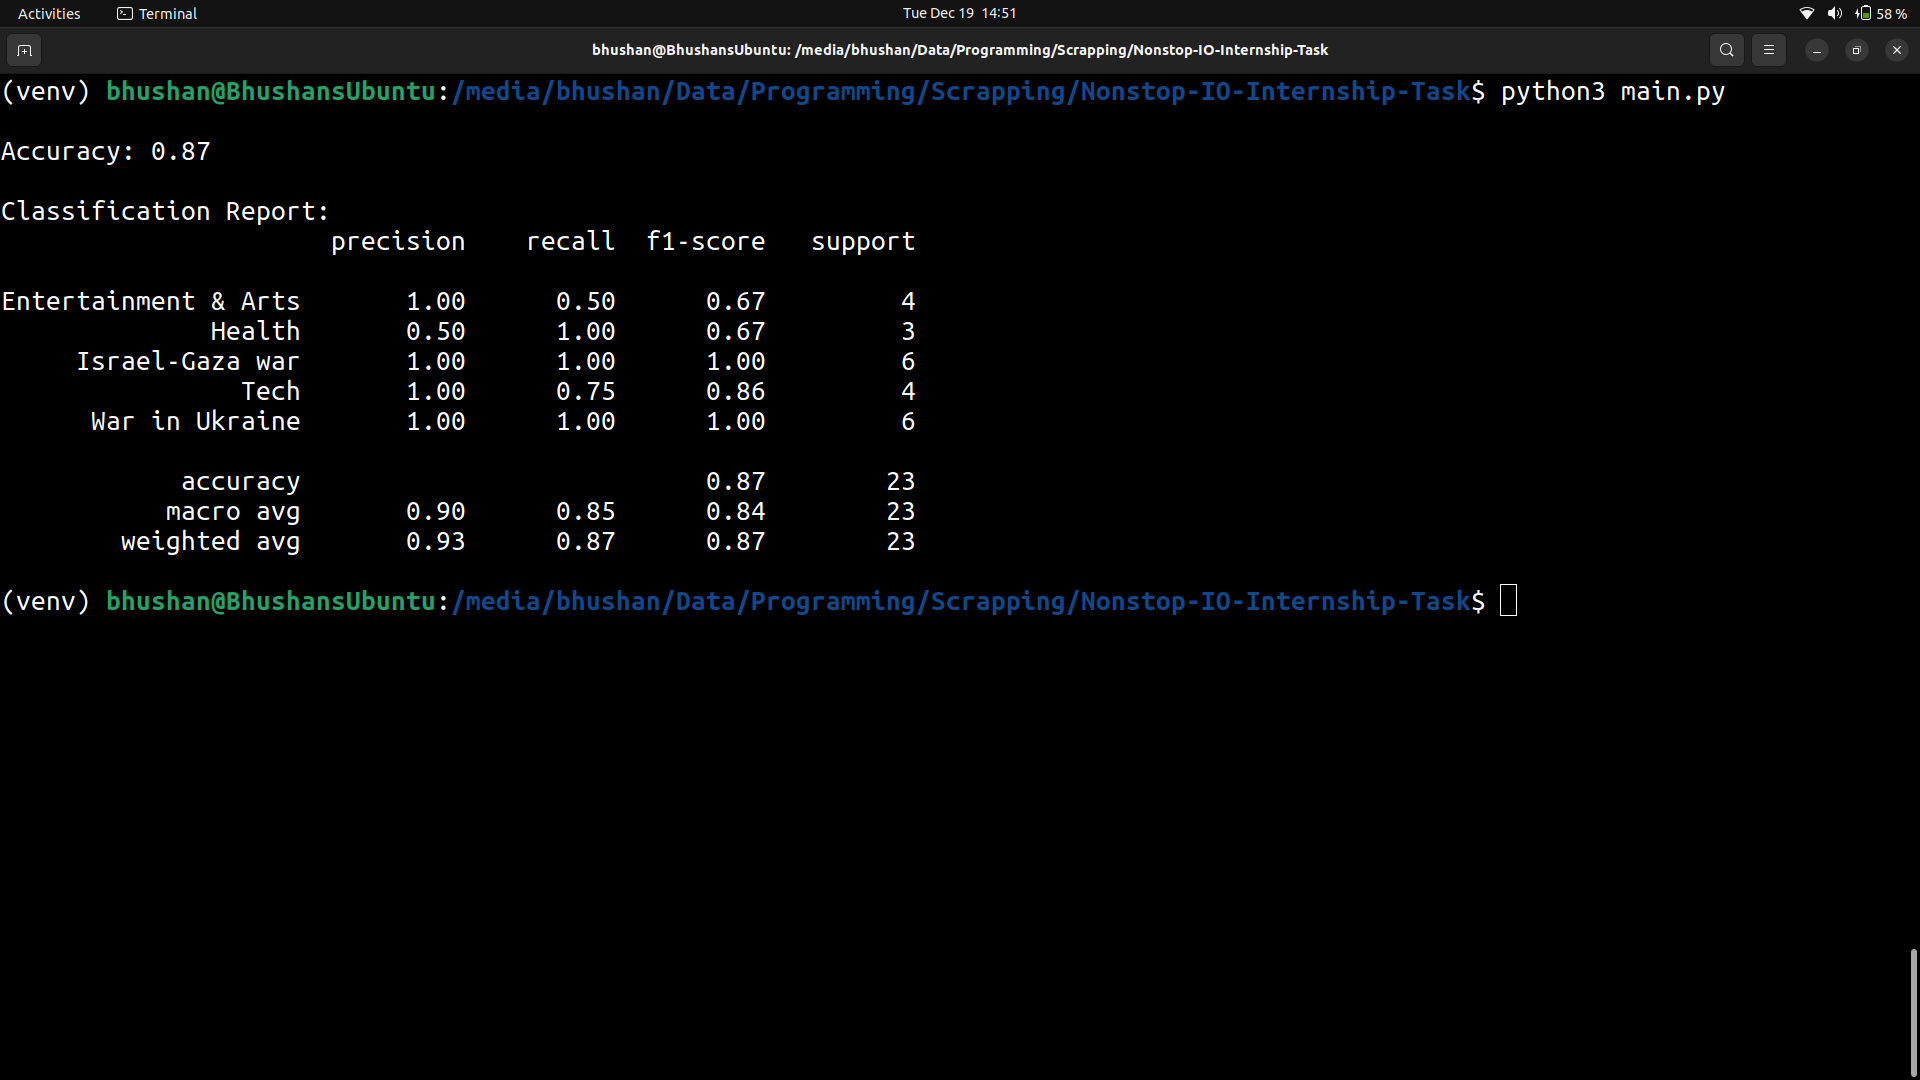 Activities Terminal Tue Dec 19 14:51 58 %
bhushan@BhushansUbuntu: /media/bhushan/Data/Programming/Scrapping/Nonstop-IO-Internship-Task
(venv) bhushan@BhushansUbuntu:/media/bhushan/Data/Programming/Scrapping/Nonstop-IO-Internship-Task$ python3 main.py
Accuracy: 0.87
Classification Report:
precision recall f1-score support
Entertainment & Arts 1.00 0.50 0.67 4
Health 0.50 1.00 0.67 3
Israel-Gaza war 1.00 1.00 1.00 6
Tech 1.00 0.75 0.86 4
War in Ukraine 1.00 1.00 1.00 6
accuracy 0.87 23
macro avg 0.90 0.85 0.84 23
weighted avg 0.93 0.87 0.87 23
(venv) bhushan@BhushansUbuntu:/media/bhushan/Data/Programming/Scrapping/Nonstop-IO-Internship-Task$